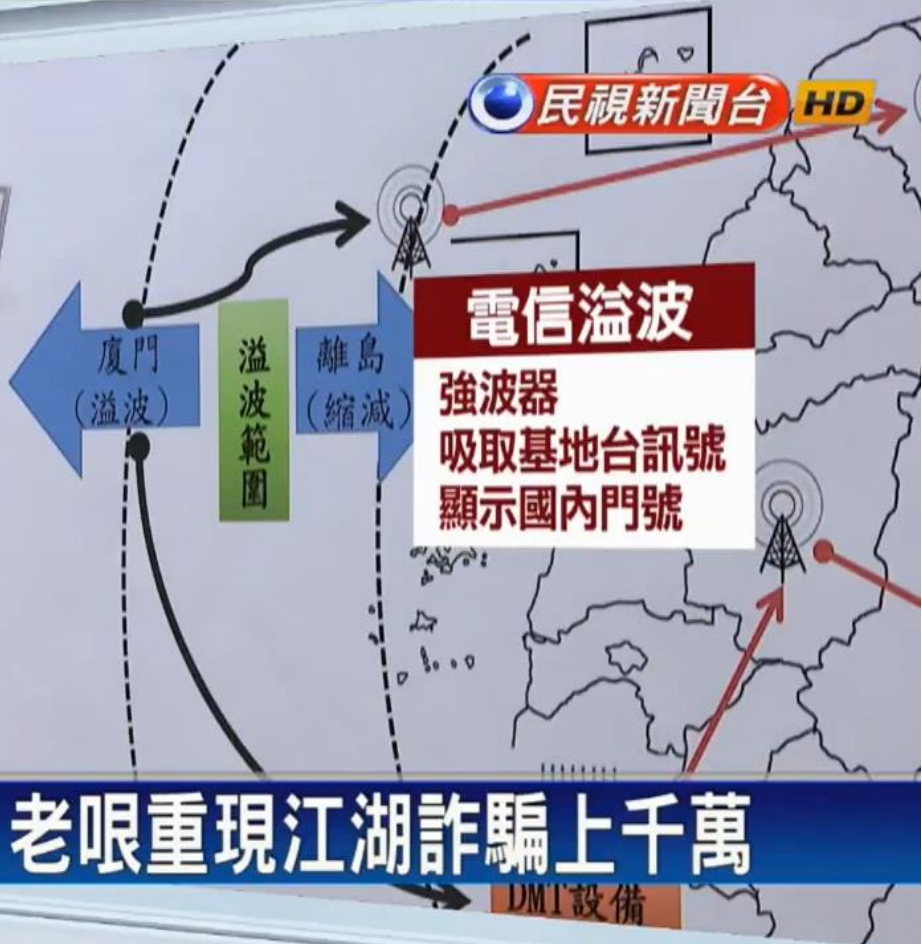 民視新聞台 HD
電信溢波
強波器
吸取基地台訊號
顯示國內門號
廈門
(溢波)
溢波範圍
離島
(縮減)
老哏重現江湖詐騙上千萬
DMT設備